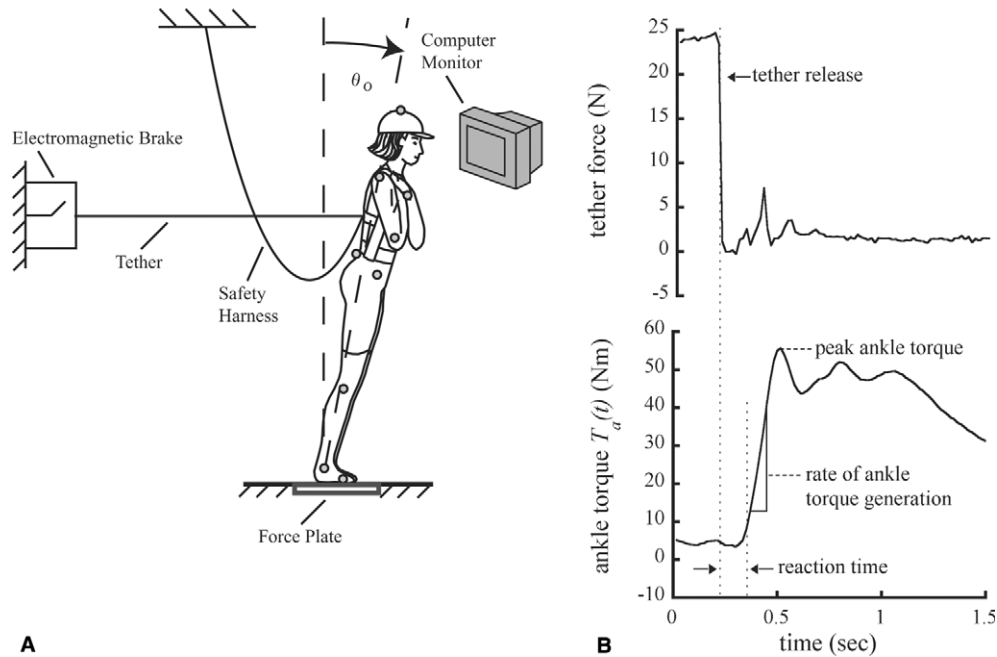 θo
Computer
Monitor
Electromagnetic Brake
Tether
Safety
Harness
Force Plate
A
tether force (N)
25
20
15
10
5
0
-5
tether release
ankle torque Ta(t) (Nm)
60
50
40
30
20
10
0
-10
peak ankle torque
rate of ankle
torque generation
reaction time
0
0.5
1
1.5
time (sec)
B